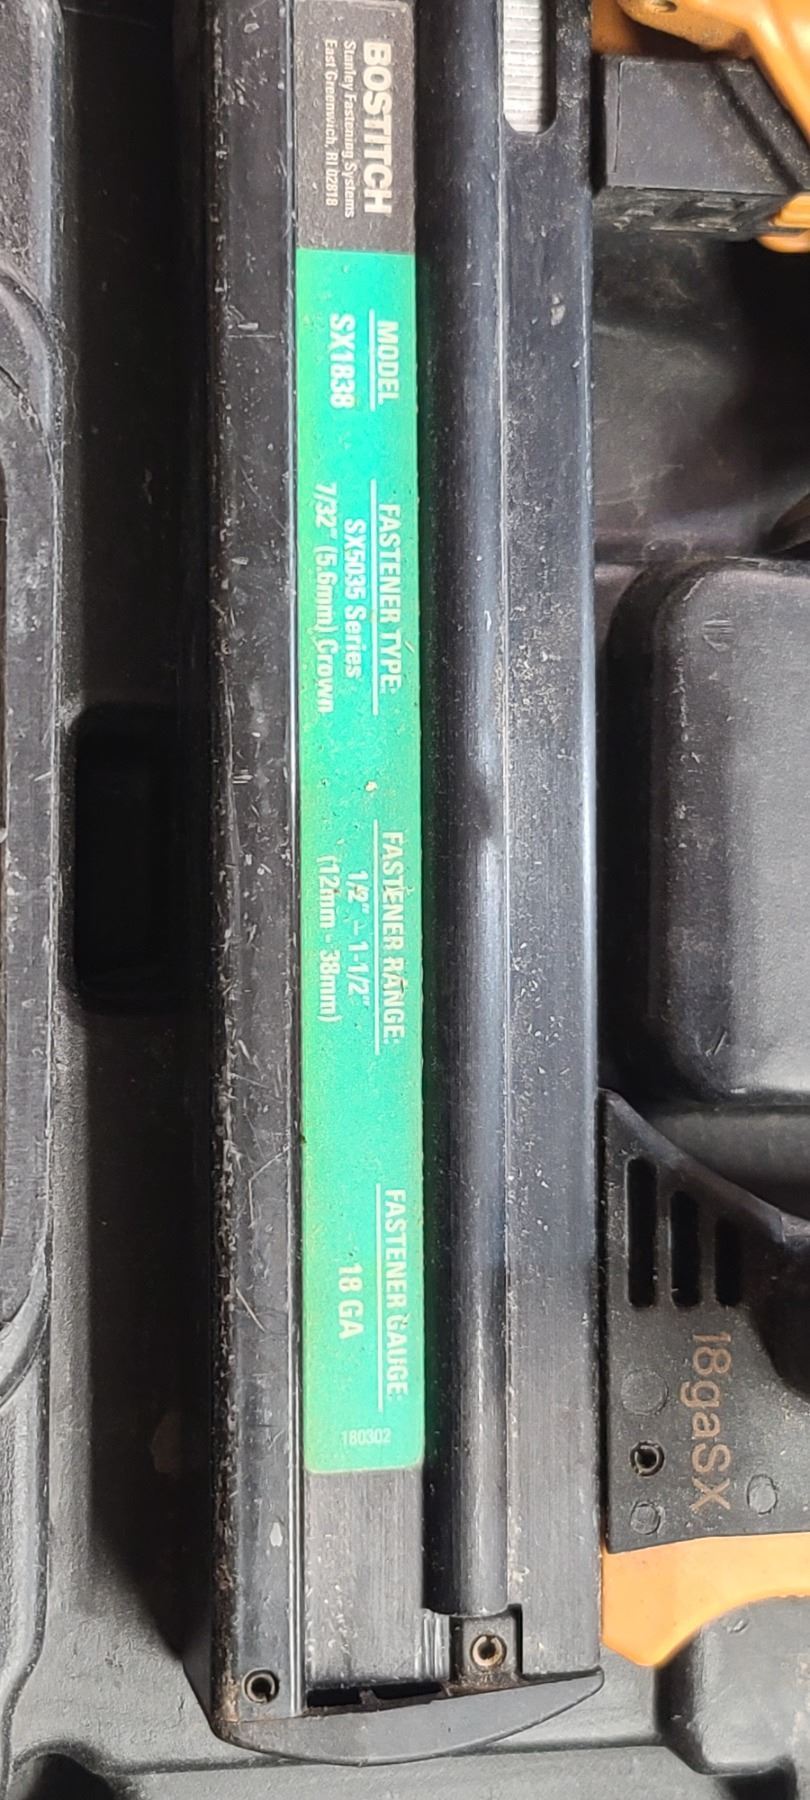 BOSTITCH
Stanley Fastening Systems
East Greenwich, RI 02818
MODEL
SX1838
FASTENER TYPE:
SX5035 Series
7/32" (5.6mm) Crown
FASTENER RANGE:
1/2" - 1-1/2"
(12mm - 38mm)
FASTENER GAUGE:
18 GA
180302
18gaSX